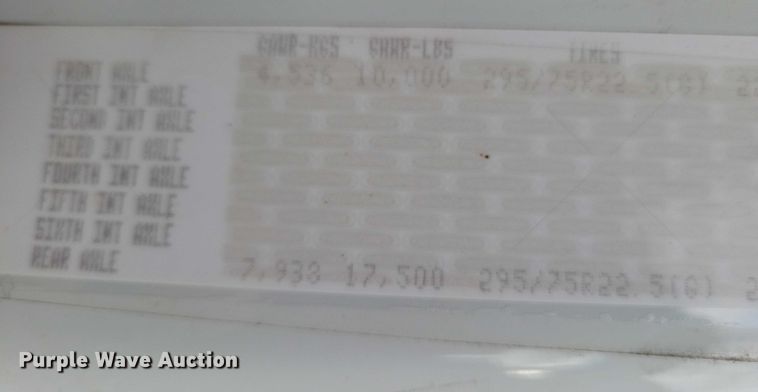 GAWR-KGS GAWR-LBS TIRES
FRONT AXLE 4,536 10,000 295/75R22.5(G) 22
FIRST INT AXLE
SECOND INT AXLE
THIRD INT AXLE
FOURTH INT AXLE
FIFTH INT AXLE
SIXTH INT AXLE
REAR AXLE 7,938 17,500 295/75R22.5(G) 2
Purple Wave Auction